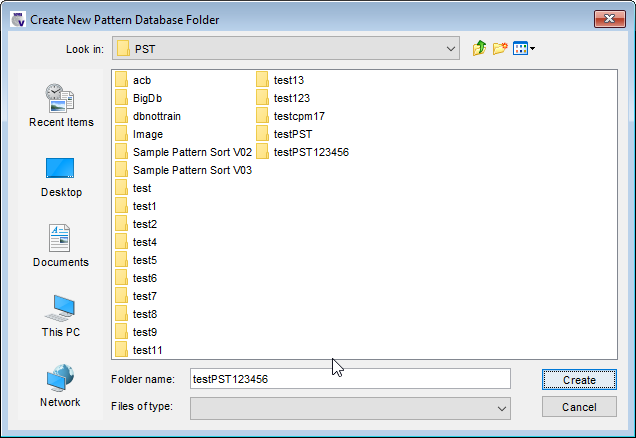 Create New Pattern Database Folder
Look in: PST
Recent Items
Desktop
Documents
This PC
Network
acb
BigDb
dbnottrain
Image
Sample Pattern Sort V02
Sample Pattern Sort V03
test
test1
test2
test4
test5
test6
test7
test8
test9
test11
test13
test123
testcpm17
testPST
testPST123456
Folder name: testPST123456
Create
Files of type:
Cancel